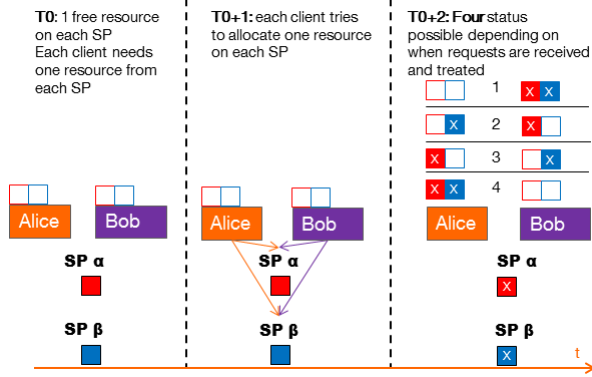 T0: 1 free resource
on each SP
Each client needs
one resource from
each SP
Alice
Bob
SP α
SP β
T0+1: each client tries
to allocate one resource
on each SP
Alice
Bob
SP α
SP β
T0+2: Four status
possible depending on
when requests are received
and treated
1 X X
X 2 X
X 3 X
X X 4
Alice
Bob
SP α
X
SP β
X
t